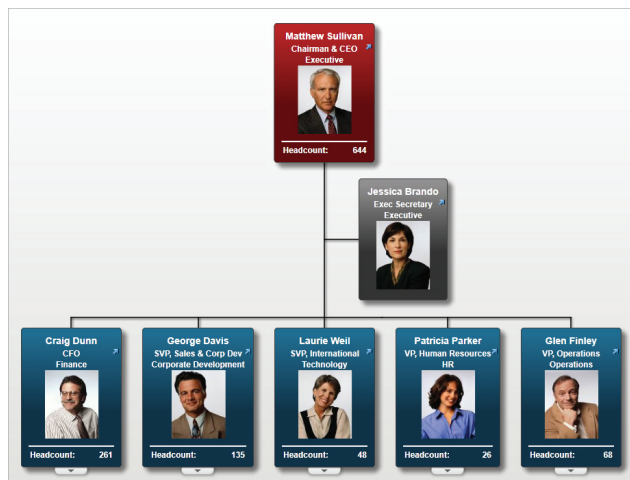 Matthew Sullivan
Chairman & CEO
Executive
Headcount: 644
Jessica Brando
Exec Secretary
Executive
Craig Dunn
CFO
Finance
Headcount: 261
George Davis
SVP, Sales & Corp Dev
Corporate Development
Headcount: 135
Laurie Weil
SVP, International
Technology
Headcount: 48
Patricia Parker
VP, Human Resources
HR
Headcount: 26
Glen Finley
VP, Operations
Operations
Headcount: 68